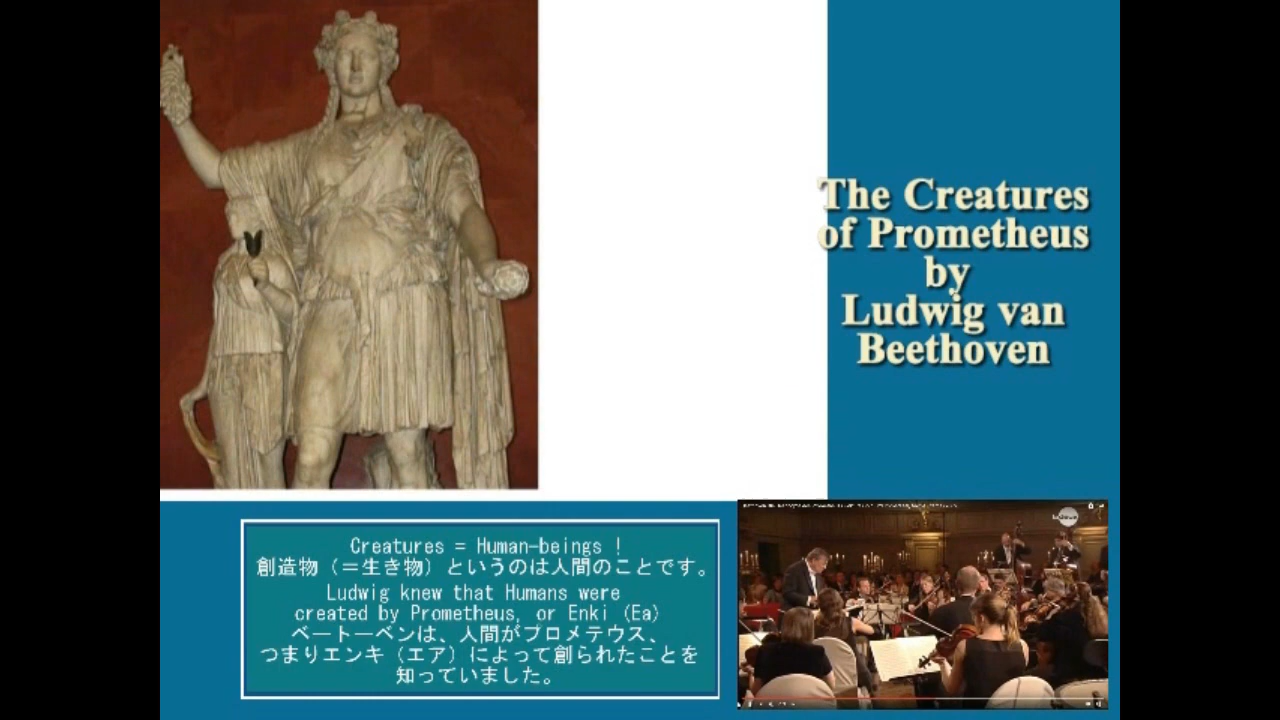 The Creatures
of Prometheus
by
Ludwig van
Beethoven
Creatures = Human-beings !
創造物（＝生き物）というのは人間のことです。
Ludwig knew that Humans were
created by Prometheus, or Enki (Ea)
ベートーベンは、人間がプロメテウス、
つまりエンキ（エア）によって創られたことを
知っていました。